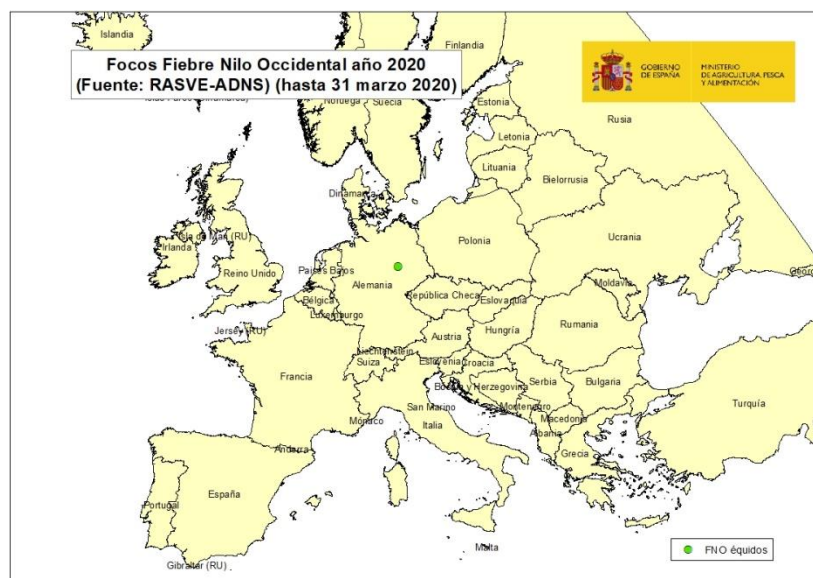 Islandia
Finlandia
Focos Fiebre Nilo Occidental año 2020
(Fuente: RASVE-ADNS) (hasta 31 marzo 2020)
GOBIERNO
DE ESPAÑA
MINISTERIO
DE AGRICULTURA, PESCA
Y ALIMENTACIÓN
Noruega
Suecia
Estonia
Rusia
Letonia
Lituania
Dinamarca
Bielorrusia
Isla de Man (RU)
Irlanda
Polonia
Ucrania
Reino Unido
Países Bajos
Alemania
Bélgica
República Checa
Moldavia
Eslovaquia
Luxemburgo
Jersey (RU)
Austria
Hungría
Rumania
Liechtenstein
Suiza
Eslovenia
Croacia
Francia
Bosnia y Herzegovina
Serbia
Bulgaria
San Marino
Montenegro
Turquía
Mónaco
Italia
Macedonia
Albania
Andorra
Grecia
España
Portugal
Malta
FNO équidos
Gibraltar (RU)